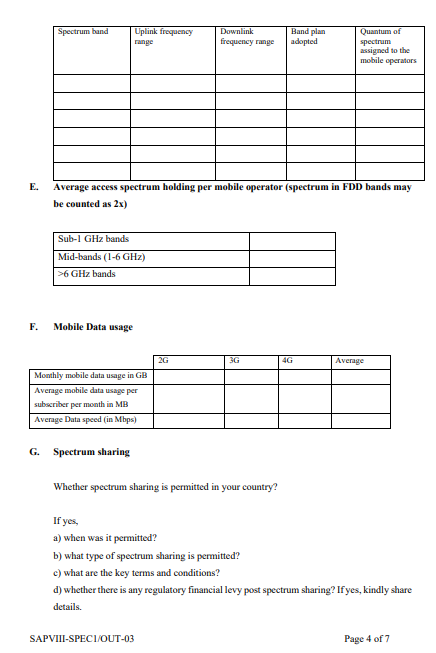 Spectrum band
Uplink frequency
range
Downlink
frequency range
Band plan
adopted
Quantum of
spectrum
assigned to the
mobile operators
E. Average access spectrum holding per mobile operator (spectrum in FDD bands may
be counted as 2x)
Sub-1 GHz bands
Mid-bands (1-6 GHz)
>6 GHz bands
F. Mobile Data usage
2G 3G 4G Average
Monthly mobile data usage in GB
Average mobile data usage per
subscriber per month in MB
Average Data speed (in Mbps)
G. Spectrum sharing
Whether spectrum sharing is permitted in your country?
If yes,
a) when was it permitted?
b) what type of spectrum sharing is permitted?
c) what are the key terms and conditions?
d) whether there is any regulatory financial levy post spectrum sharing? If yes, kindly share
details.
SAPVIII-SPEC1/OUT-03 Page 4 of 7